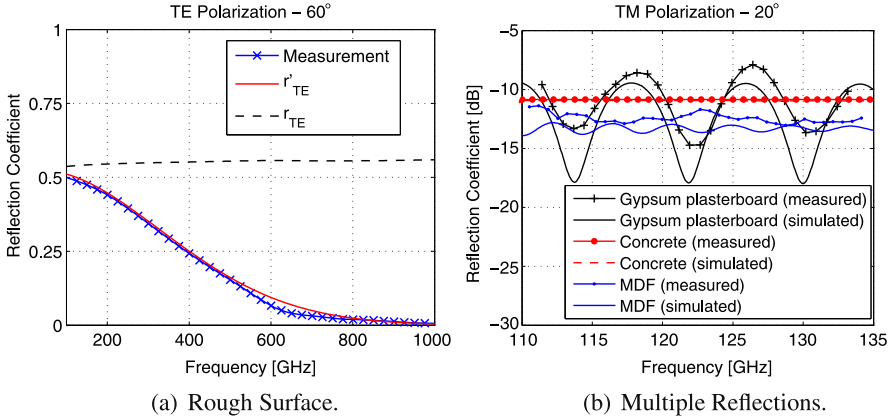 TE Polarization – 60°
Reflection Coefficient
1
0.75
0.5
0.25
0
Measurement
r'TE
rTE
200 400 600 800 1000
Frequency [GHz]
(a) Rough Surface.
TM Polarization – 20°
Reflection Coefficient [dB]
−5
−10
−15
−20
−25
−30
Gypsum plasterboard (measured)
Gypsum plasterboard (simulated)
Concrete (measured)
Concrete (simulated)
MDF (measured)
MDF (simulated)
110 115 120 125 130 135
Frequency [GHz]
(b) Multiple Reflections.